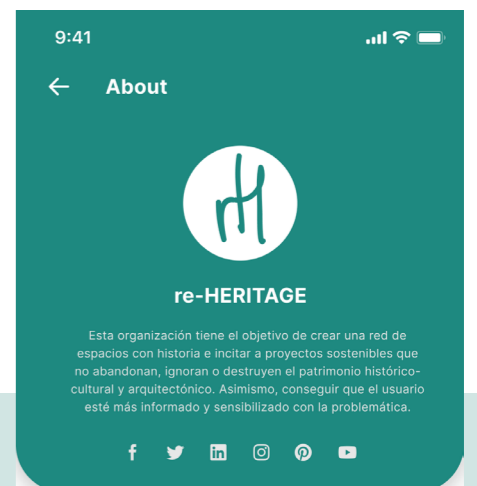 9:41
About
rH
re-HERITAGE
Esta organización tiene el objetivo de crear una red de
espacios con historia e incitar a proyectos sostenibles que
no abandonan, ignoran o destruyen el patrimonio histórico-
cultural y arquitectónico. Asimismo, conseguir que el usuario
esté más informado y sensibilizado con la problemática.